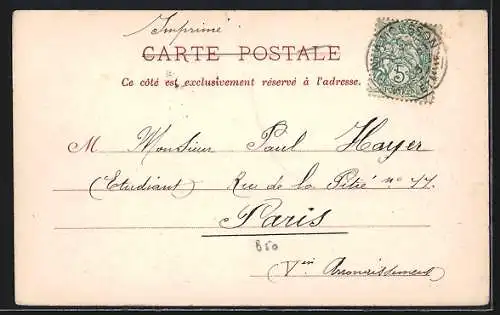 Imprimé
CARTE POSTALE
Ce côté est exclusivement réservé à l'adresse.
5
M Monsieur Paul Hayer
(Etudiant) Rue de la Pitié n° 77.
Paris
850
(Vme Arrondissement)